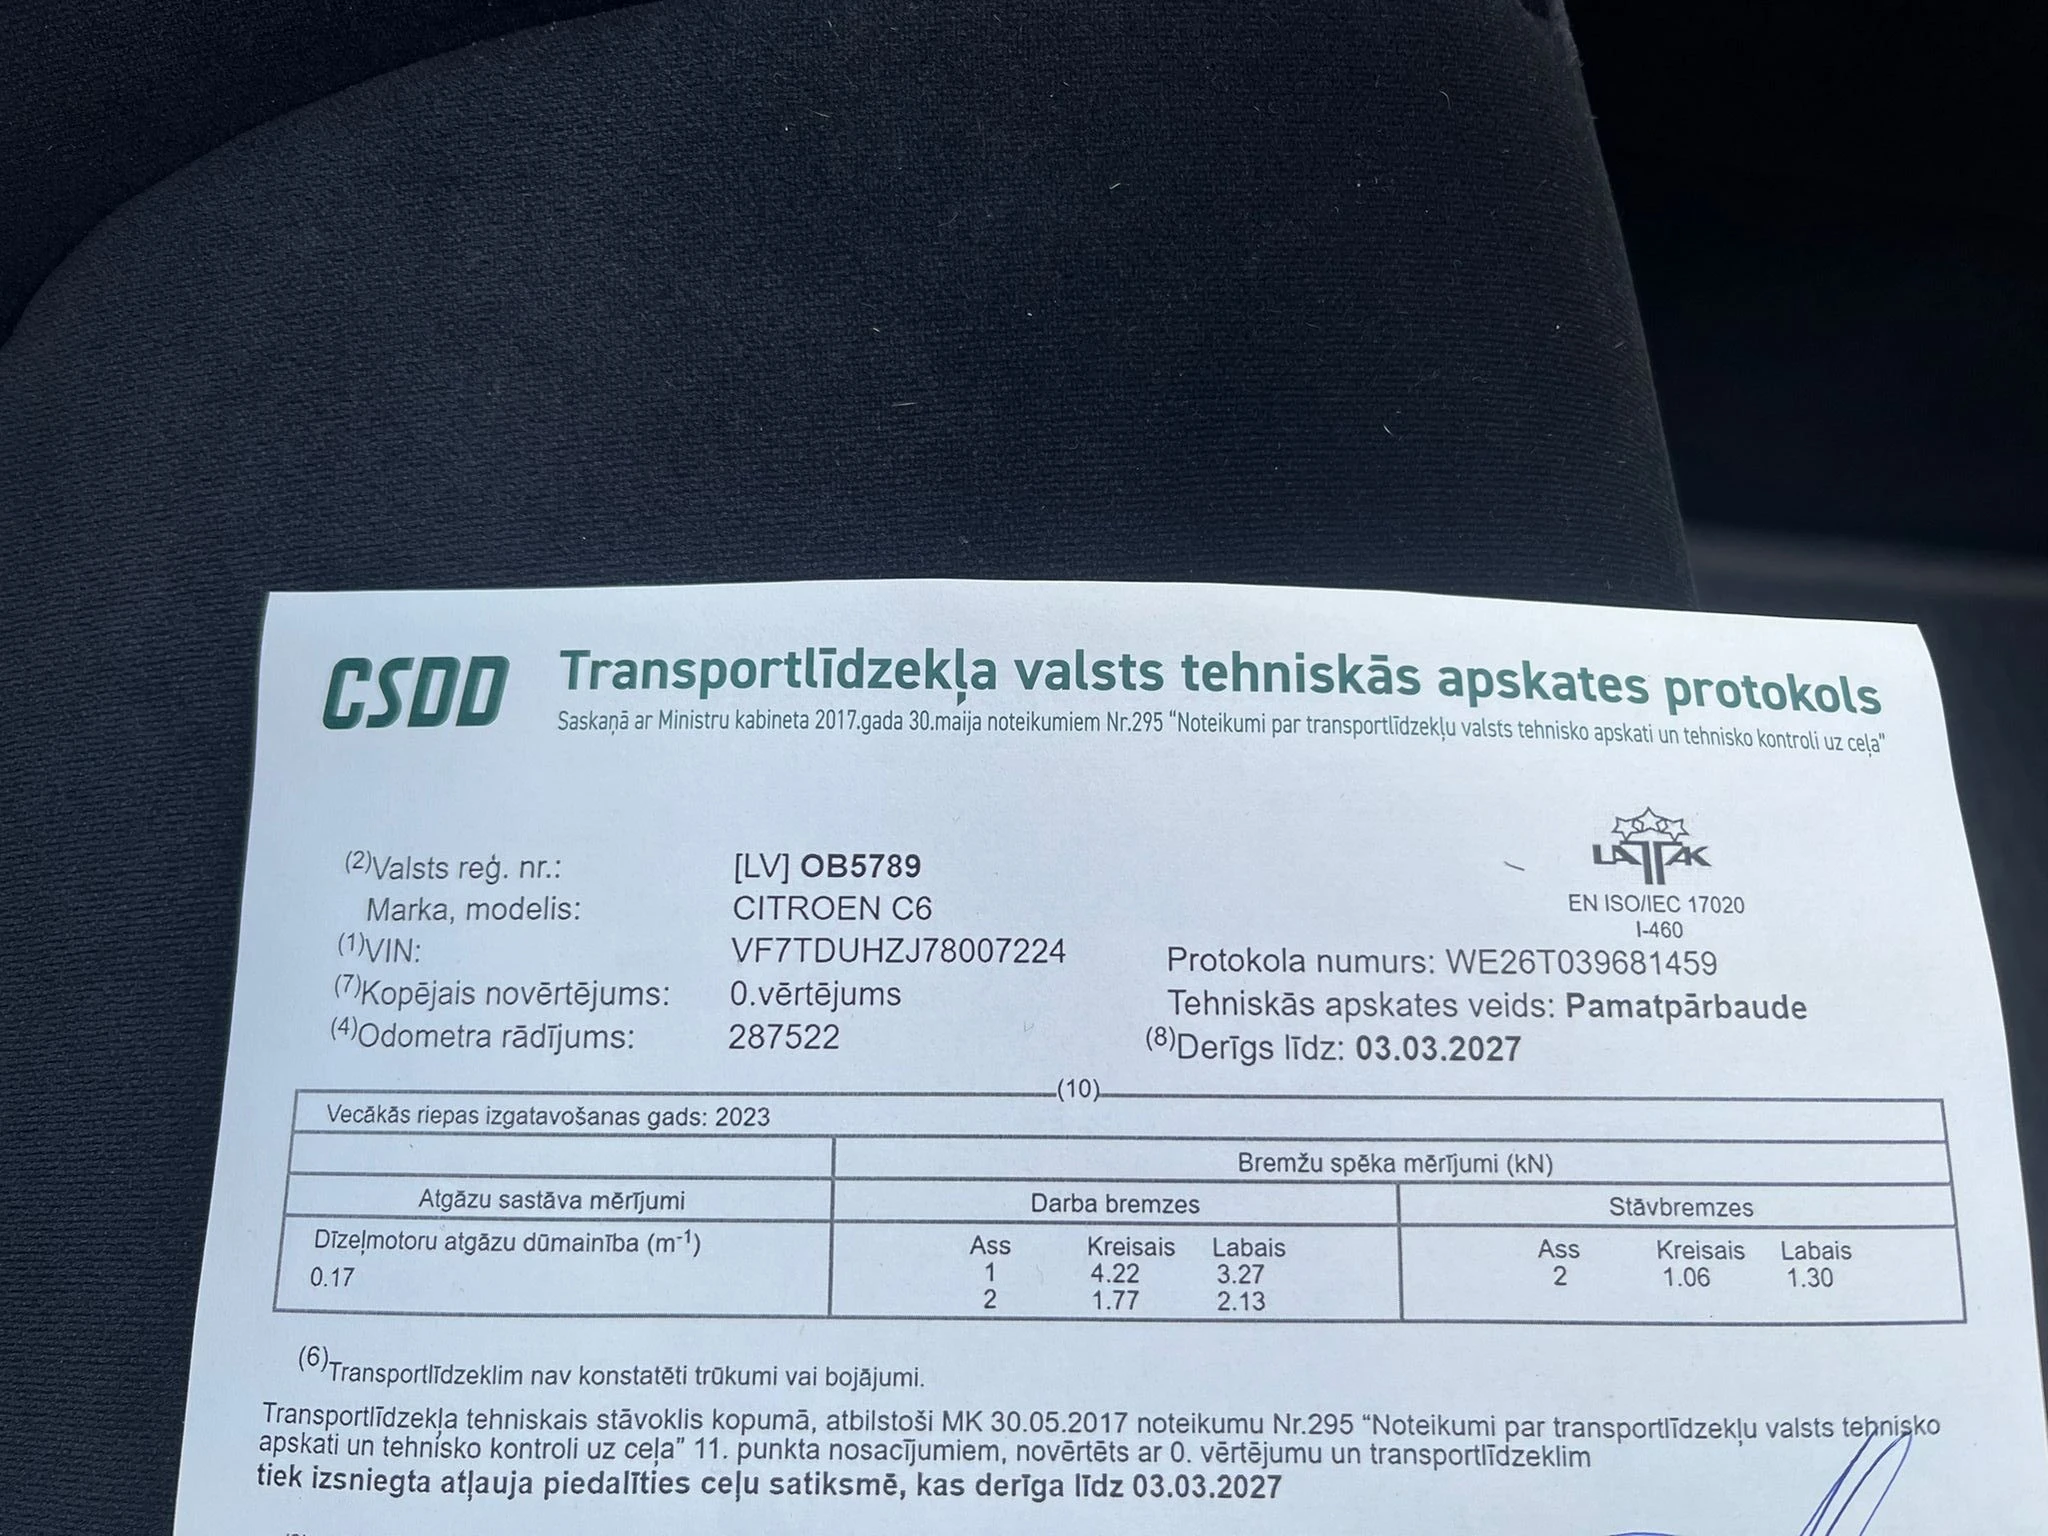 CSDD
Transportlīdzekļa valsts tehniskās apskates protokols
Saskaņā ar Ministru kabineta 2017.gada 30.maija noteikumiem Nr.295 “Noteikumi par transportlīdzekļu valsts tehnisko apskati un tehnisko kontroli uz ceļa”
LATAK
EN ISO/IEC 17020
I-460
(2)Valsts reģ. nr.: [LV] OB5789
Marka, modelis: CITROEN C6
(1)VIN: VF7TDUHZJ78007224
Protokola numurs: WE26T039681459
(7)Kopējais novērtējums: 0.vērtējums
Tehniskās apskates veids: Pamatpārbaude
(4)Odometra rādījums: 287522
(8)Derīgs līdz: 03.03.2027
(10)
Vecākās riepas izgatavošanas gads: 2023
Bremžu spēka mērījumi (kN)
Atgāzu sastāva mērījumi Darba bremzes Stāvbremzes
Dīzeļmotoru atgāzu dūmainība (m-1) Ass Kreisais Labais Ass Kreisais Labais
0.17 1 4.22 3.27 2 1.06 1.30
2 1.77 2.13
(6)Transportlīdzeklim nav konstatēti trūkumi vai bojājumi.
Transportlīdzekļa tehniskais stāvoklis kopumā, atbilstoši MK 30.05.2017 noteikumu Nr.295 “Noteikumi par transportlīdzekļu valsts tehnisko
apskati un tehnisko kontroli uz ceļa” 11. punkta nosacījumiem, novērtēts ar 0. vērtējumu un transportlīdzeklim
tiek izsniegta atļauja piedalīties ceļu satiksmē, kas derīga līdz 03.03.2027